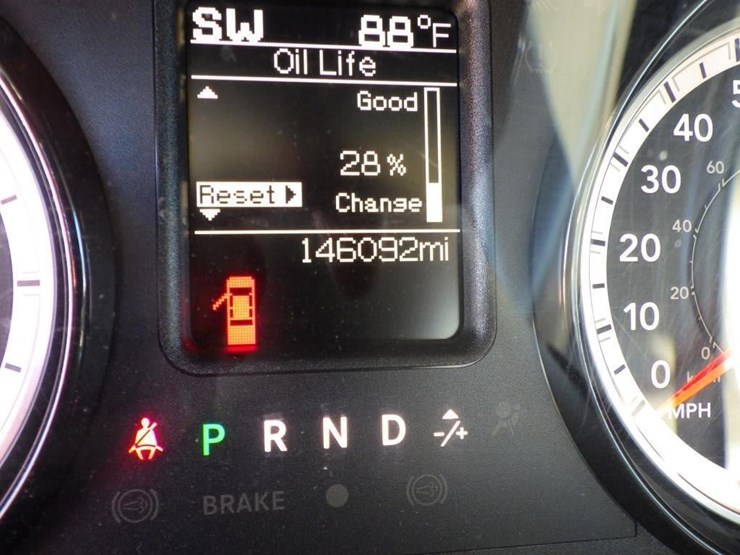 SW 88°F
Oil Life
Good
28%
Reset
Change
146092mi
P R N D -/+
BRAKE
40
30
20
10
0
MPH
60
40
20
0